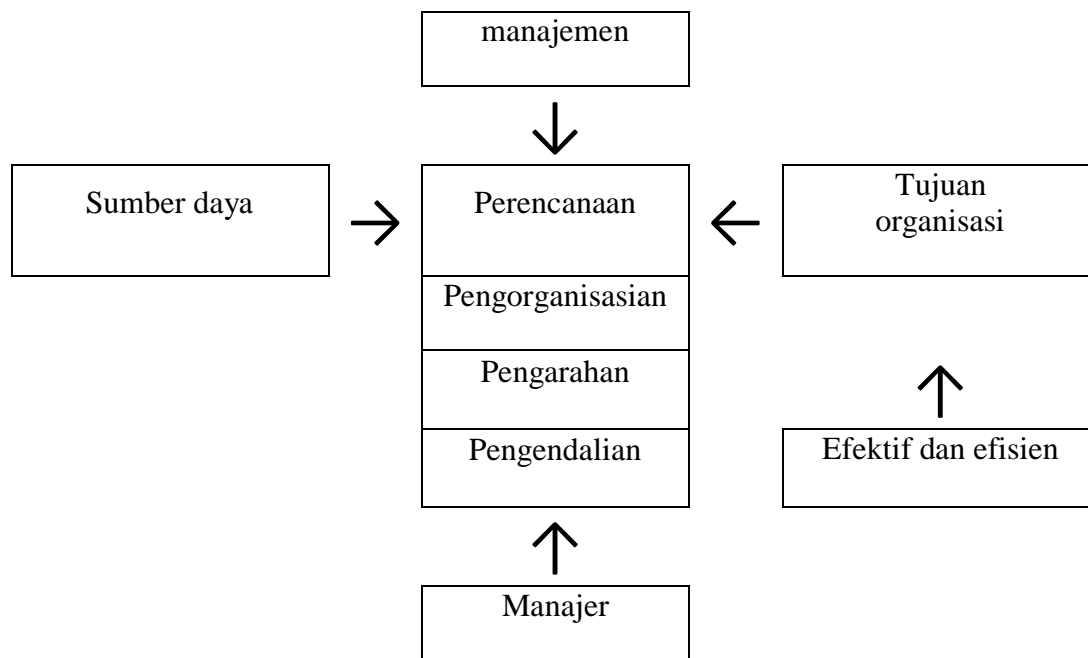 manajemen
Sumber daya
Perencanaan
Tujuan
organisasi
Pengorganisasian
Pengarahan
Pengendalian
Efektif dan efisien
Manajer